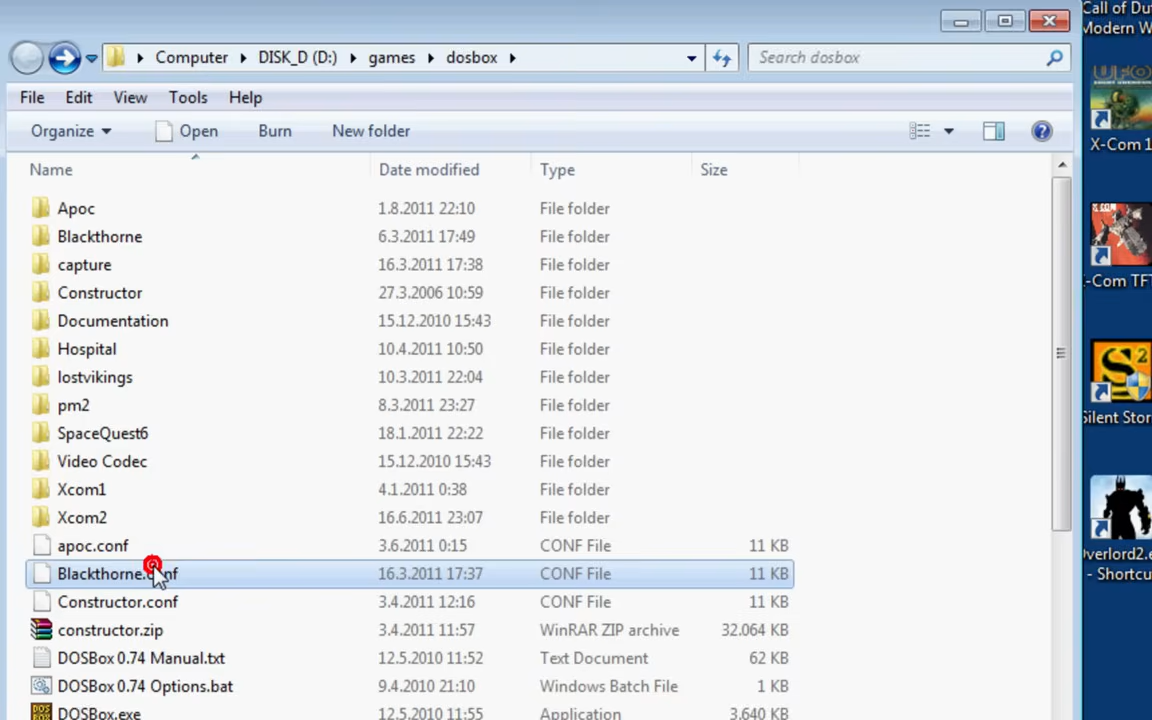 Call of Du
Modern W
Computer DISK_D (D:) games dosbox Search dosbox
File Edit View Tools Help
Organize Open Burn New folder
X-Com 1
Name Date modified Type Size
Apoc 1.8.2011 22:10 File folder
Blackthorne 6.3.2011 17:49 File folder
capture 16.3.2011 17:38 File folder
-Com TFT
Constructor 27.3.2006 10:59 File folder
Documentation 15.12.2010 15:43 File folder
Hospital 10.4.2011 10:50 File folder
lostvikings 10.3.2011 22:04 File folder
pm2 8.3.2011 23:27 File folder
Silent Stor
SpaceQuest6 18.1.2011 22:22 File folder
Video Codec 15.12.2010 15:43 File folder
Xcom1 4.1.2011 0:38 File folder
Xcom2 16.6.2011 23:07 File folder
apoc.conf 3.6.2011 0:15 CONF File 11 KB
Overlord2.e
- Shortcu
Blackthorne.conf 16.3.2011 17:37 CONF File 11 KB
Constructor.conf 3.4.2011 12:16 CONF File 11 KB
constructor.zip 3.4.2011 11:57 WinRAR ZIP archive 32.064 KB
DOSBox 0.74 Manual.txt 12.5.2010 11:52 Text Document 62 KB
DOSBox 0.74 Options.bat 9.4.2010 21:10 Windows Batch File 1 KB
DOSBox.exe 12.5.2010 11:55 Application 3.640 KB